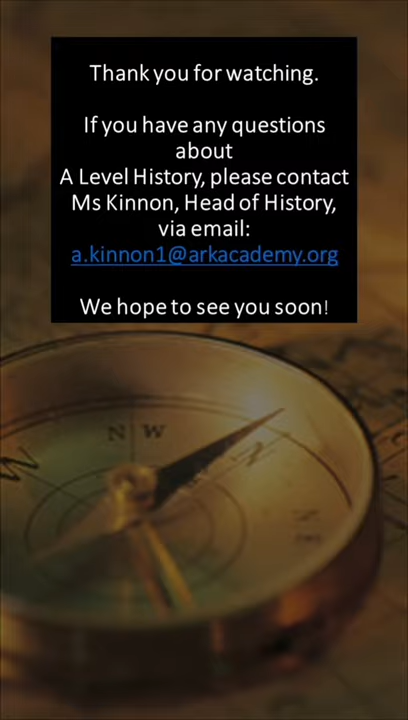 Thank you for watching.
If you have any questions
about
A Level History, please contact
Ms Kinnon, Head of History,
via email:
a.kinnon1@arkacademy.org
We hope to see you soon!
N W
W
N
SE